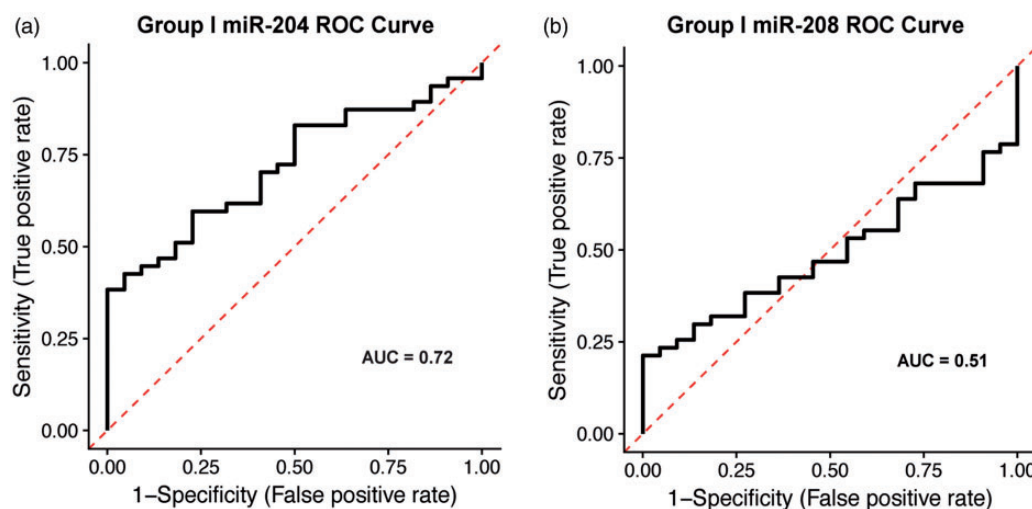 (a) Group I miR-204 ROC Curve
Sensitivity (True positive rate)
1.00
0.75
0.50
0.25
0.00
AUC = 0.72
0.00 0.25 0.50 0.75 1.00
1–Specificity (False positive rate)
(b) Group I miR-208 ROC Curve
Sensitivity (True positive rate)
1.00
0.75
0.50
0.25
0.00
AUC = 0.51
0.00 0.25 0.50 0.75 1.00
1–Specificity (False positive rate)